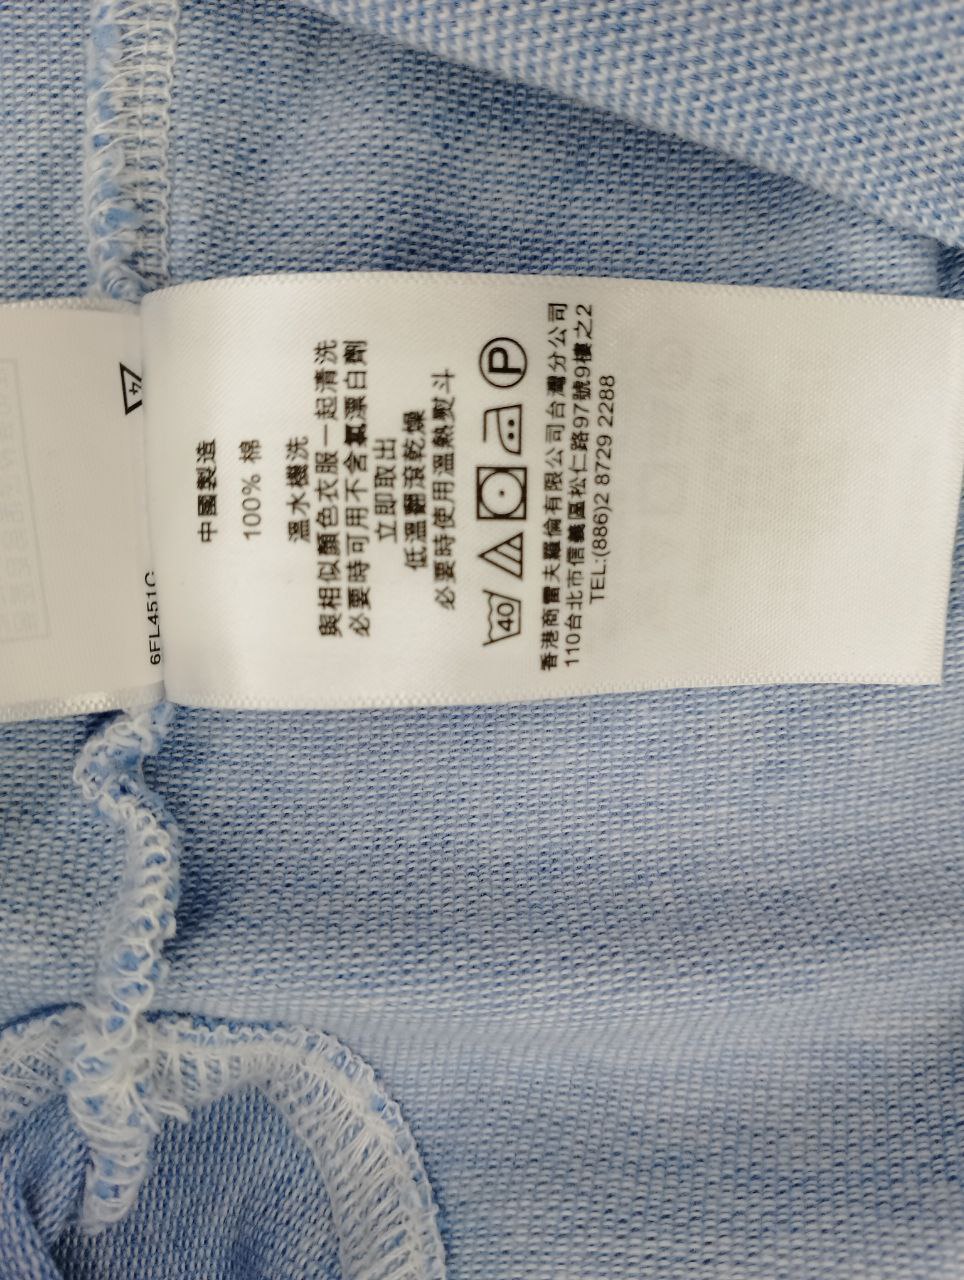 中國製造
100% 棉
溫水機洗
與相似顏色衣服一起清洗
必要時可用不含氯漂白劑
立即取出
低溫翻滾乾燥
必要時使用溫熱熨斗
40 P
香港商雷夫羅倫有限公司台灣分公司
110台北市信義區松仁路97號9樓之2
TEL:(886)2 8729 2288
6FL451C